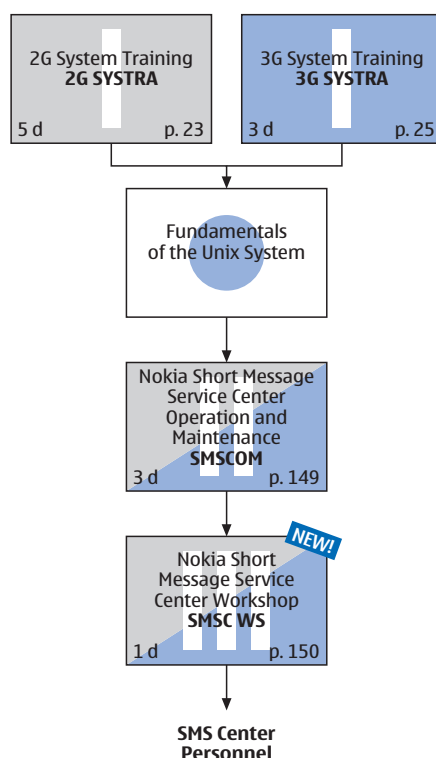 2G System Training
2G SYSTRA
5 d p. 23
3G System Training
3G SYSTRA
3 d p. 25
Fundamentals
of the Unix System
Nokia Short Message
Service Center
Operation and
Maintenance
SMSCOM
3 d p. 149
NEW!
Nokia Short
Message Service
Center Workshop
SMSC WS
1 d p. 150
SMS Center
Personnel